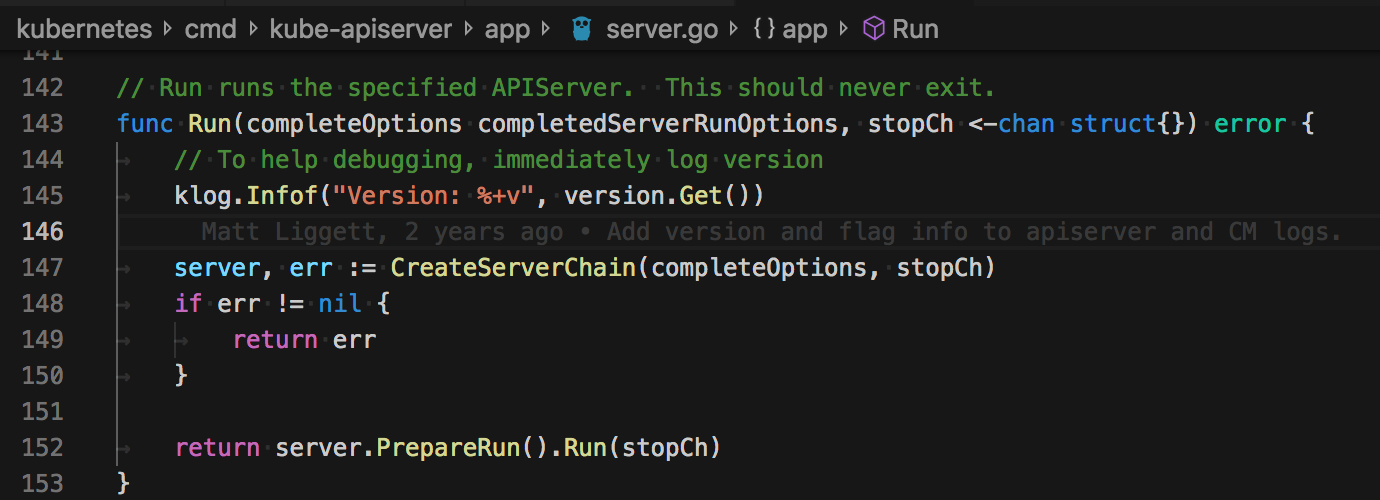 kubernetes > cmd > kube-apiserver > app > server.go > {} app > Run
141
142 // Run runs the specified APIServer.  This should never exit.
143 func Run(completeOptions completedServerRunOptions, stopCh <-chan struct{}) error {
144 // To help debugging, immediately log version
145 klog.Infof("Version: %+v", version.Get())
146 Matt Liggett, 2 years ago • Add version and flag info to apiserver and CM logs.
147 server, err := CreateServerChain(completeOptions, stopCh)
148 if err != nil {
149 return err
150 }
151
152 return server.PrepareRun().Run(stopCh)
153 }